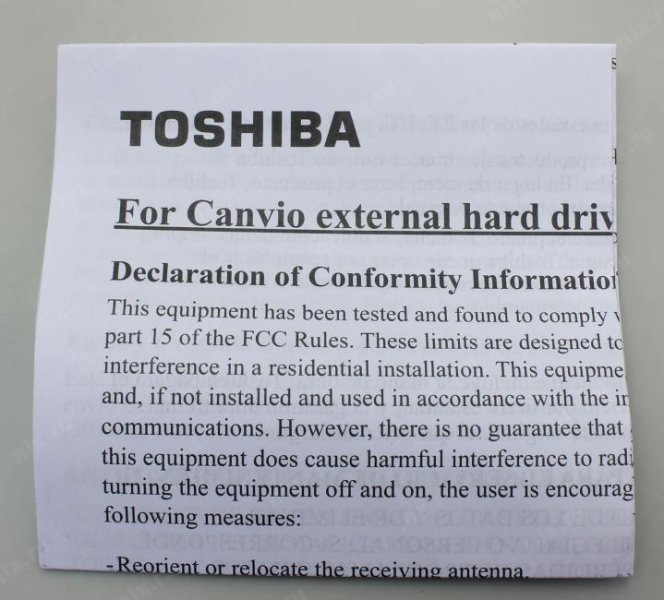 TOSHIBA
For Canvio external hard driv
Declaration of Conformity Informatio
This equipment has been tested and found to comply
part 15 of the FCC Rules. These limits are designed to
interference in a residential installation. This equipme
and, if not installed and used in accordance with the in
communications. However, there is no guarantee that
this equipment does cause harmful interference to radi
turning the equipment off and on, the user is encourag
following measures:
-Reorient or relocate the receiving antenna.